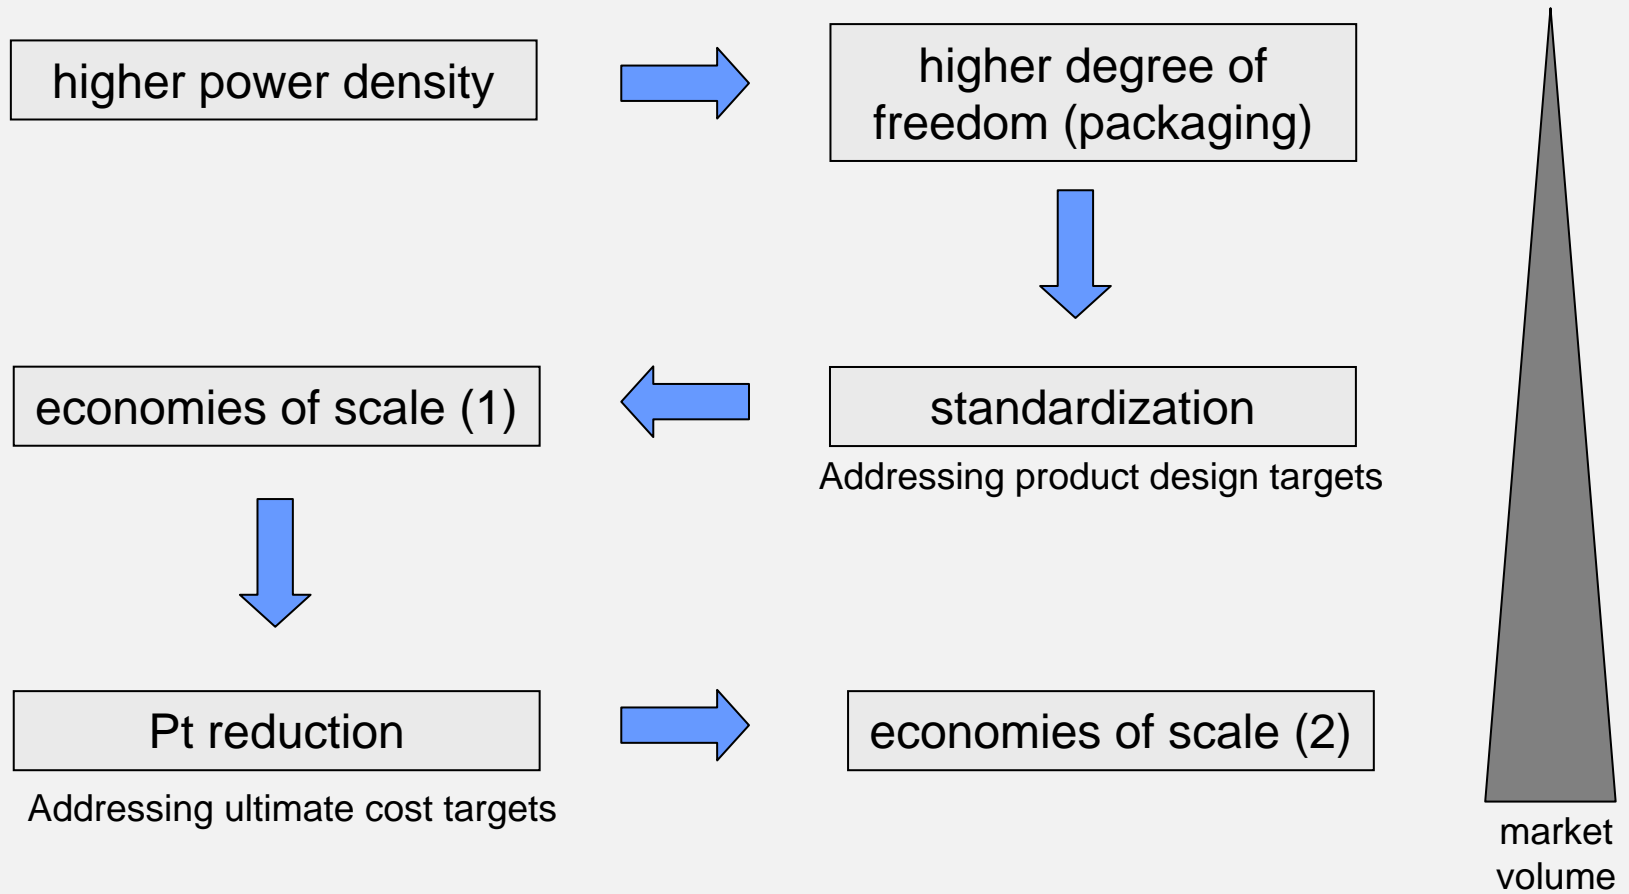 higher power density
higher degree of
freedom (packaging)
economies of scale (1)
standardization
Addressing product design targets
Pt reduction
economies of scale (2)
Addressing ultimate cost targets
market
volume